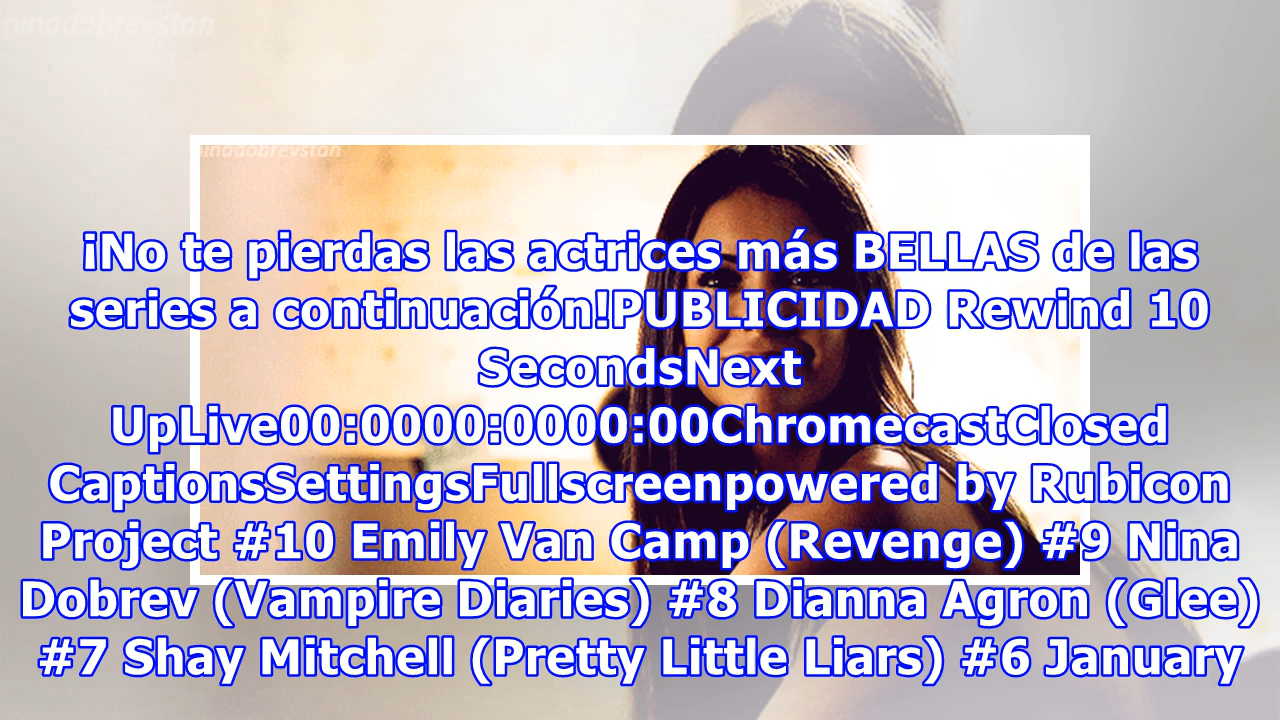 ninadobrevstan
ninadobrevstan
¡No te pierdas las actrices más BELLAS de las
series a continuación!PUBLICIDAD Rewind 10
SecondsNext
UpLive00:0000:0000:00ChromecastClosed
CaptionsSettingsFullscreenpowered by Rubicon
Project #10 Emily Van Camp (Revenge) #9 Nina
Dobrev (Vampire Diaries) #8 Dianna Agron (Glee)
#7 Shay Mitchell (Pretty Little Liars) #6 January